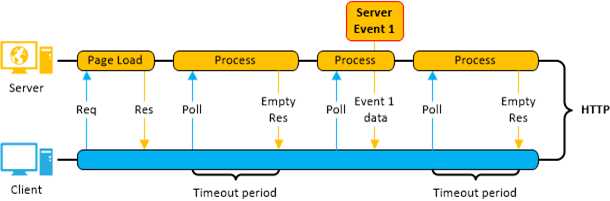 Server
Event 1
Page Load
Process
Process
Process
Server
Req
Res
Poll
Empty
Res
Poll
Event 1
data
Poll
Empty
Res
HTTP
Client
Timeout period
Timeout period